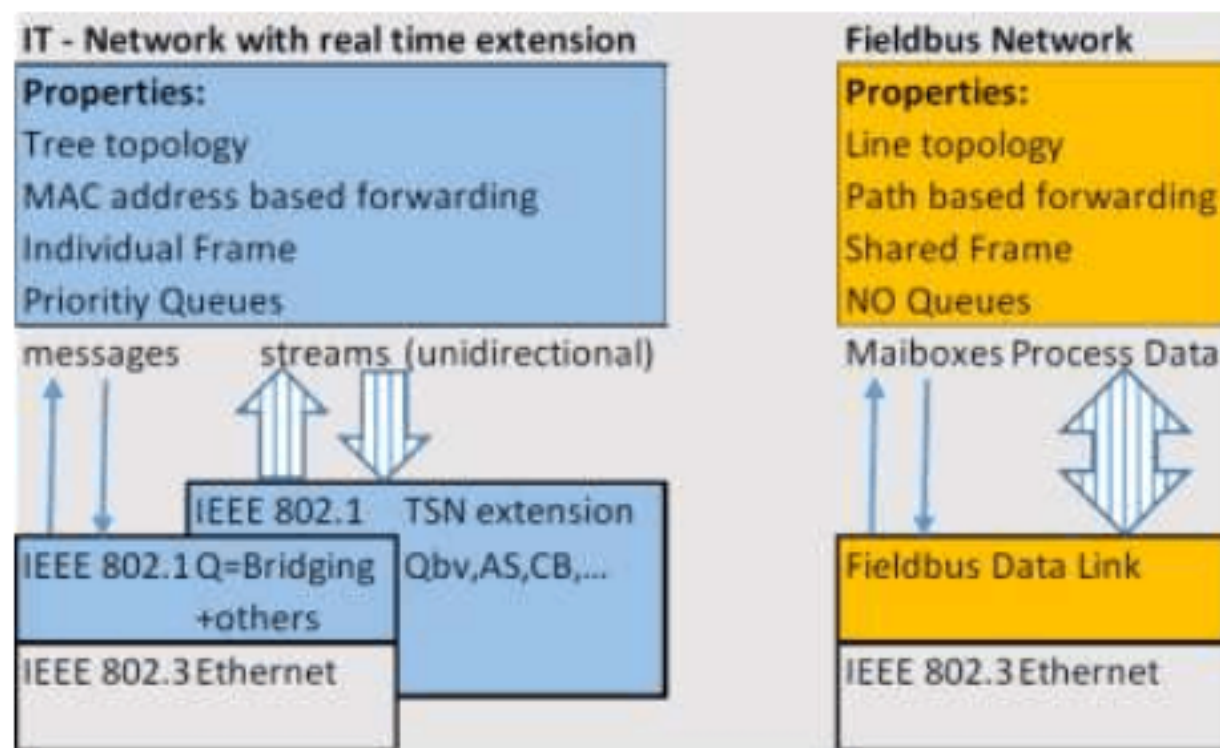 IT - Network with real time extension
Properties:
Tree topology
MAC address based forwarding
Individual Frame
Prioritiy Queues
messages streams (unidirectional)
IEEE 802.1 TSN extension
Qbv,AS,CB,...
IEEE 802.1 Q=Bridging
+others
IEEE 802.3 Ethernet
Fieldbus Network
Properties:
Line topology
Path based forwarding
Shared Frame
NO Queues
Maiboxes Process Data
Fieldbus Data Link
IEEE 802.3 Ethernet